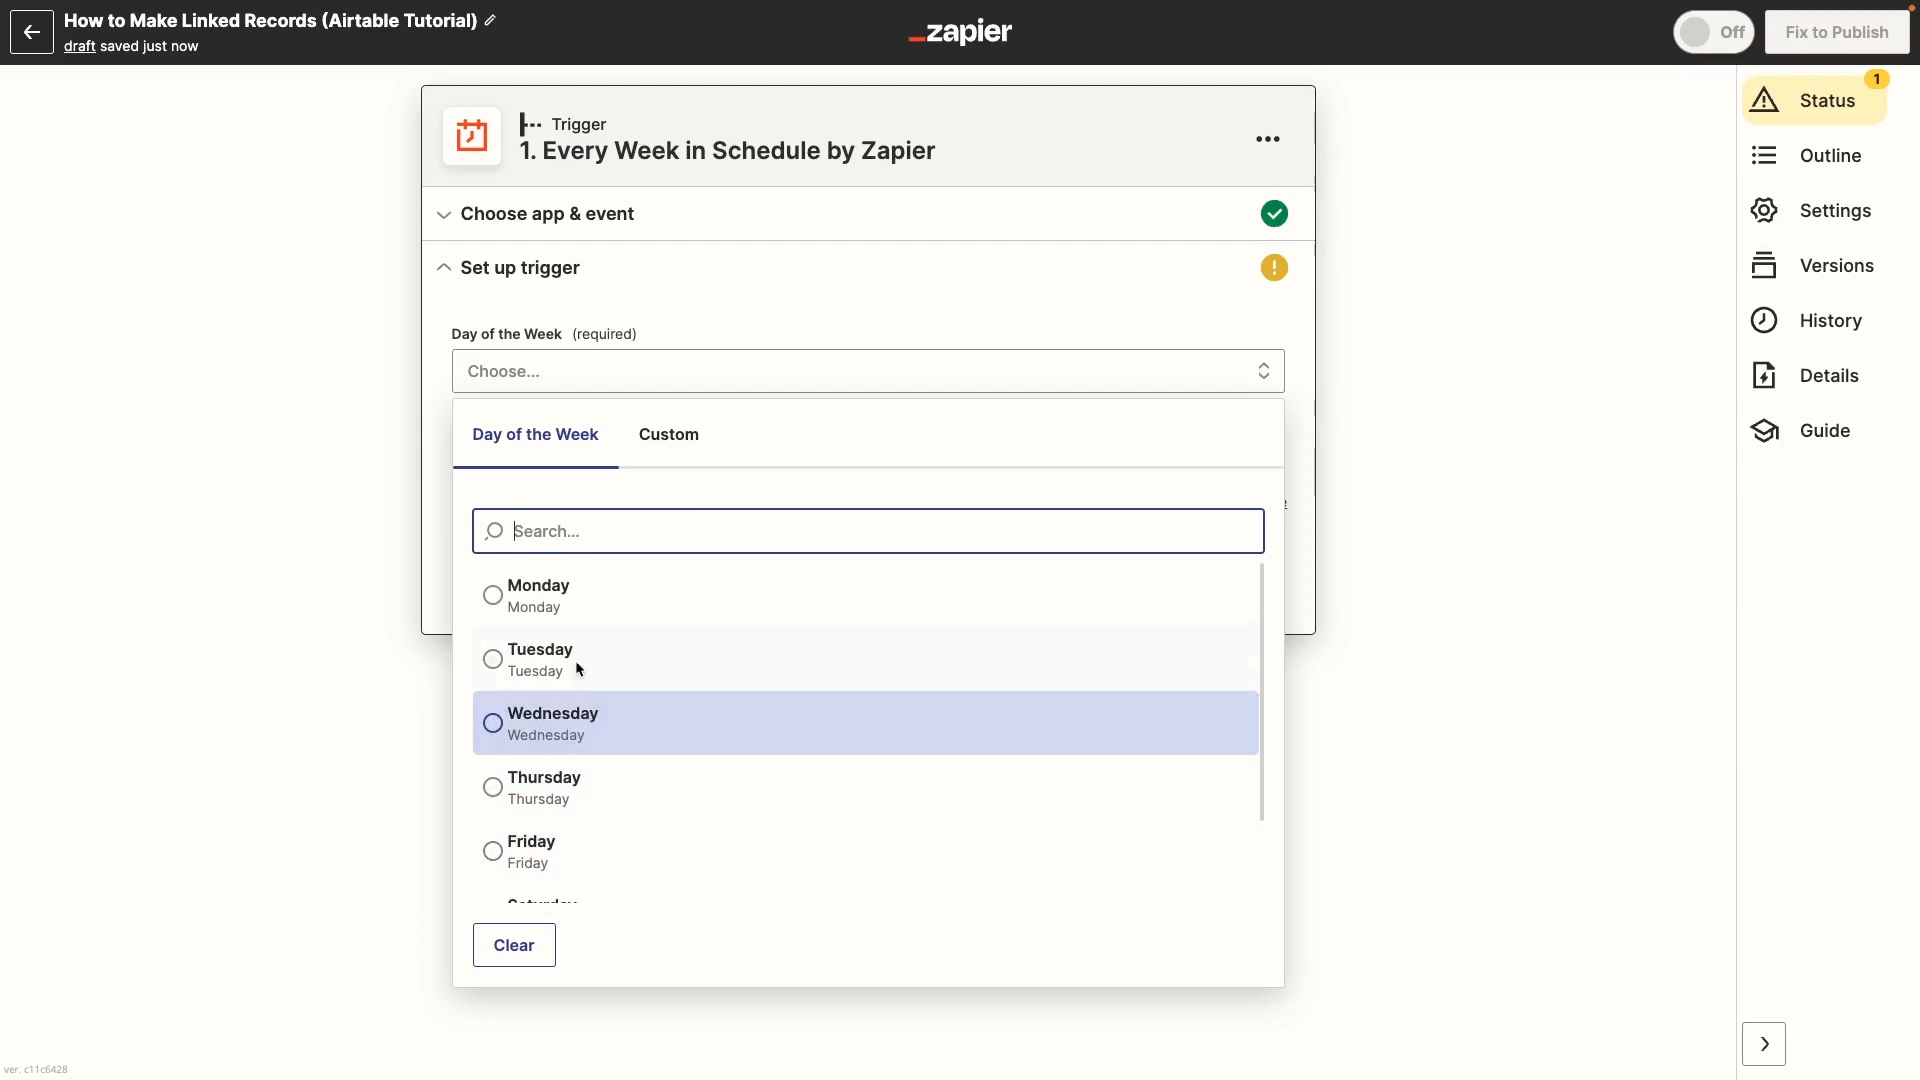 How to Make Linked Records (Airtable Tutorial)
draft saved just now
zapier
Off
Fix to Publish
Trigger
1. Every Week in Schedule by Zapier
Choose app & event
Set up trigger
Day of the Week (required)
Choose...
Day of the Week
Custom
Search...
Monday
Monday
Tuesday
Tuesday
Wednesday
Wednesday
Thursday
Thursday
Friday
Friday
Saturday
Clear
1
Status
Outline
Settings
Versions
History
Details
Guide
ver. c11c6428